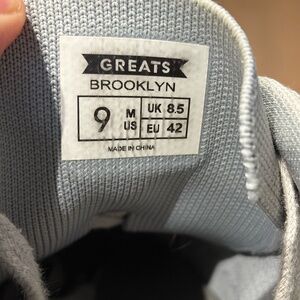 GREATS
BROOKLYN
9 M US UK 8.5 EU 42
MADE IN CHINA